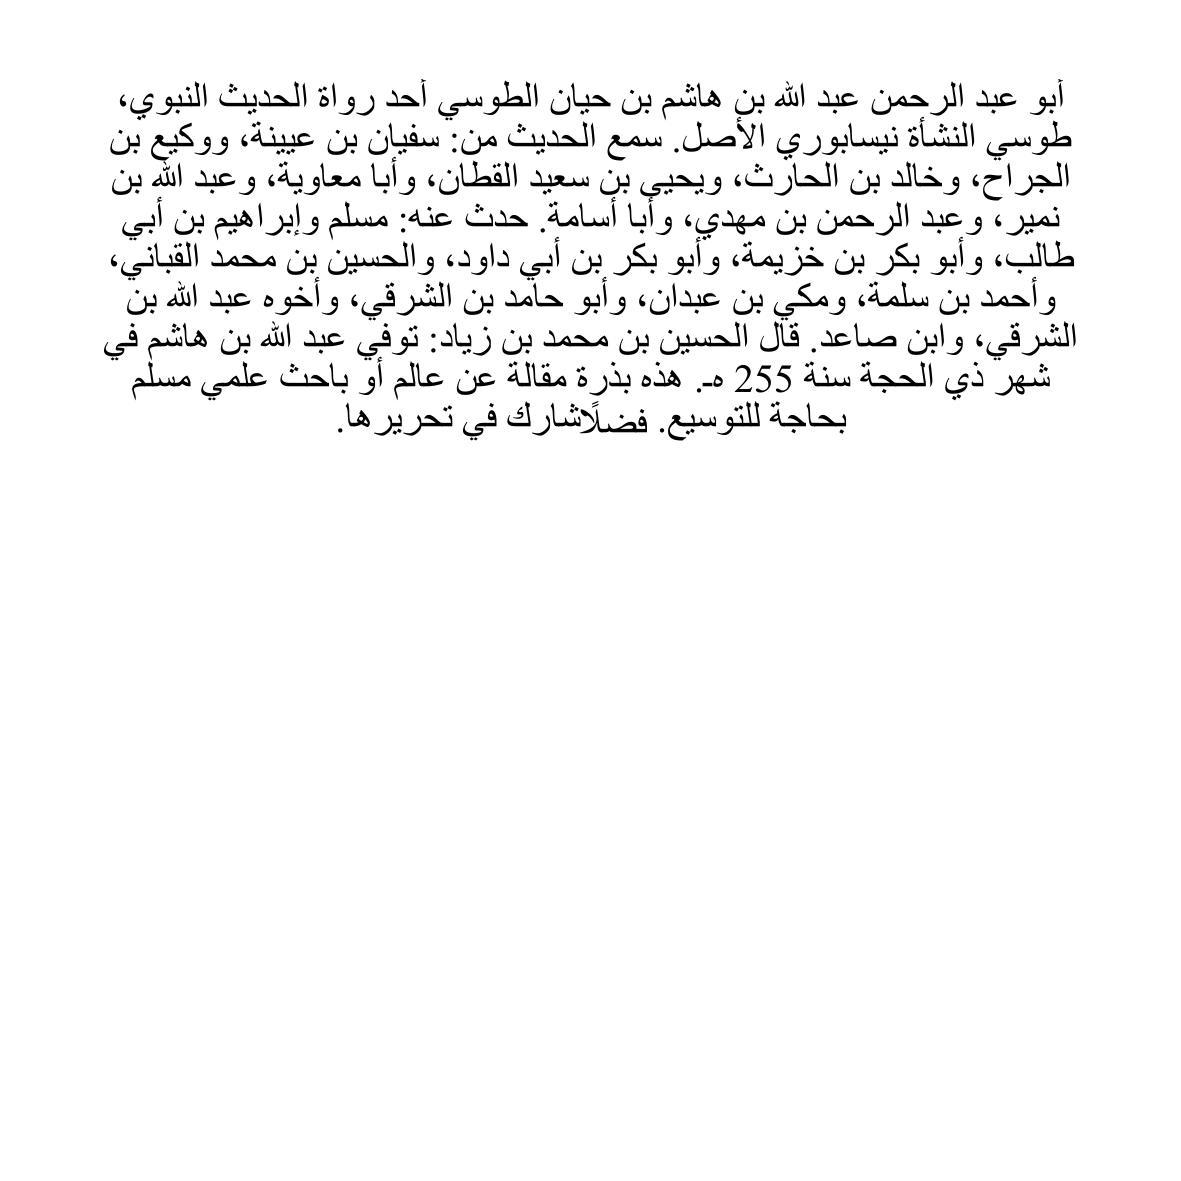 أبو عبد الرحمن عبد الله بن هاشم بن حيان الطوسي أحد رواة الحديث النبوي،
طوسي النشأة نيسابوري الأصل. سمع الحديث من: سفيان بن عيينة، ووكيع بن
الجراح، وخالد بن الحارث، ويحيى بن سعيد القطان، وأبا معاوية، وعبد الله بن
نمير، وعبد الرحمن بن مهدي، وأبا أسامة. حدث عنه: مسلم وإبراهيم بن أبي
طالب، وأبو بكر بن خزيمة، وأبو بكر بن أبي داود، والحسين بن محمد القباني،
وأحمد بن سلمة، ومكي بن عبدان، وأبو حامد بن الشرقي، وأخوه عبد الله بن
الشرقي، وابن صاعد. قال الحسين بن محمد بن زياد: توفي عبد الله بن هاشم في
شهر ذي الحجة سنة 255 هـ. هذه بذرة مقالة عن عالم أو باحث علمي مسلم
بحاجة للتوسيع. فضلًاشارك في تحريرها.